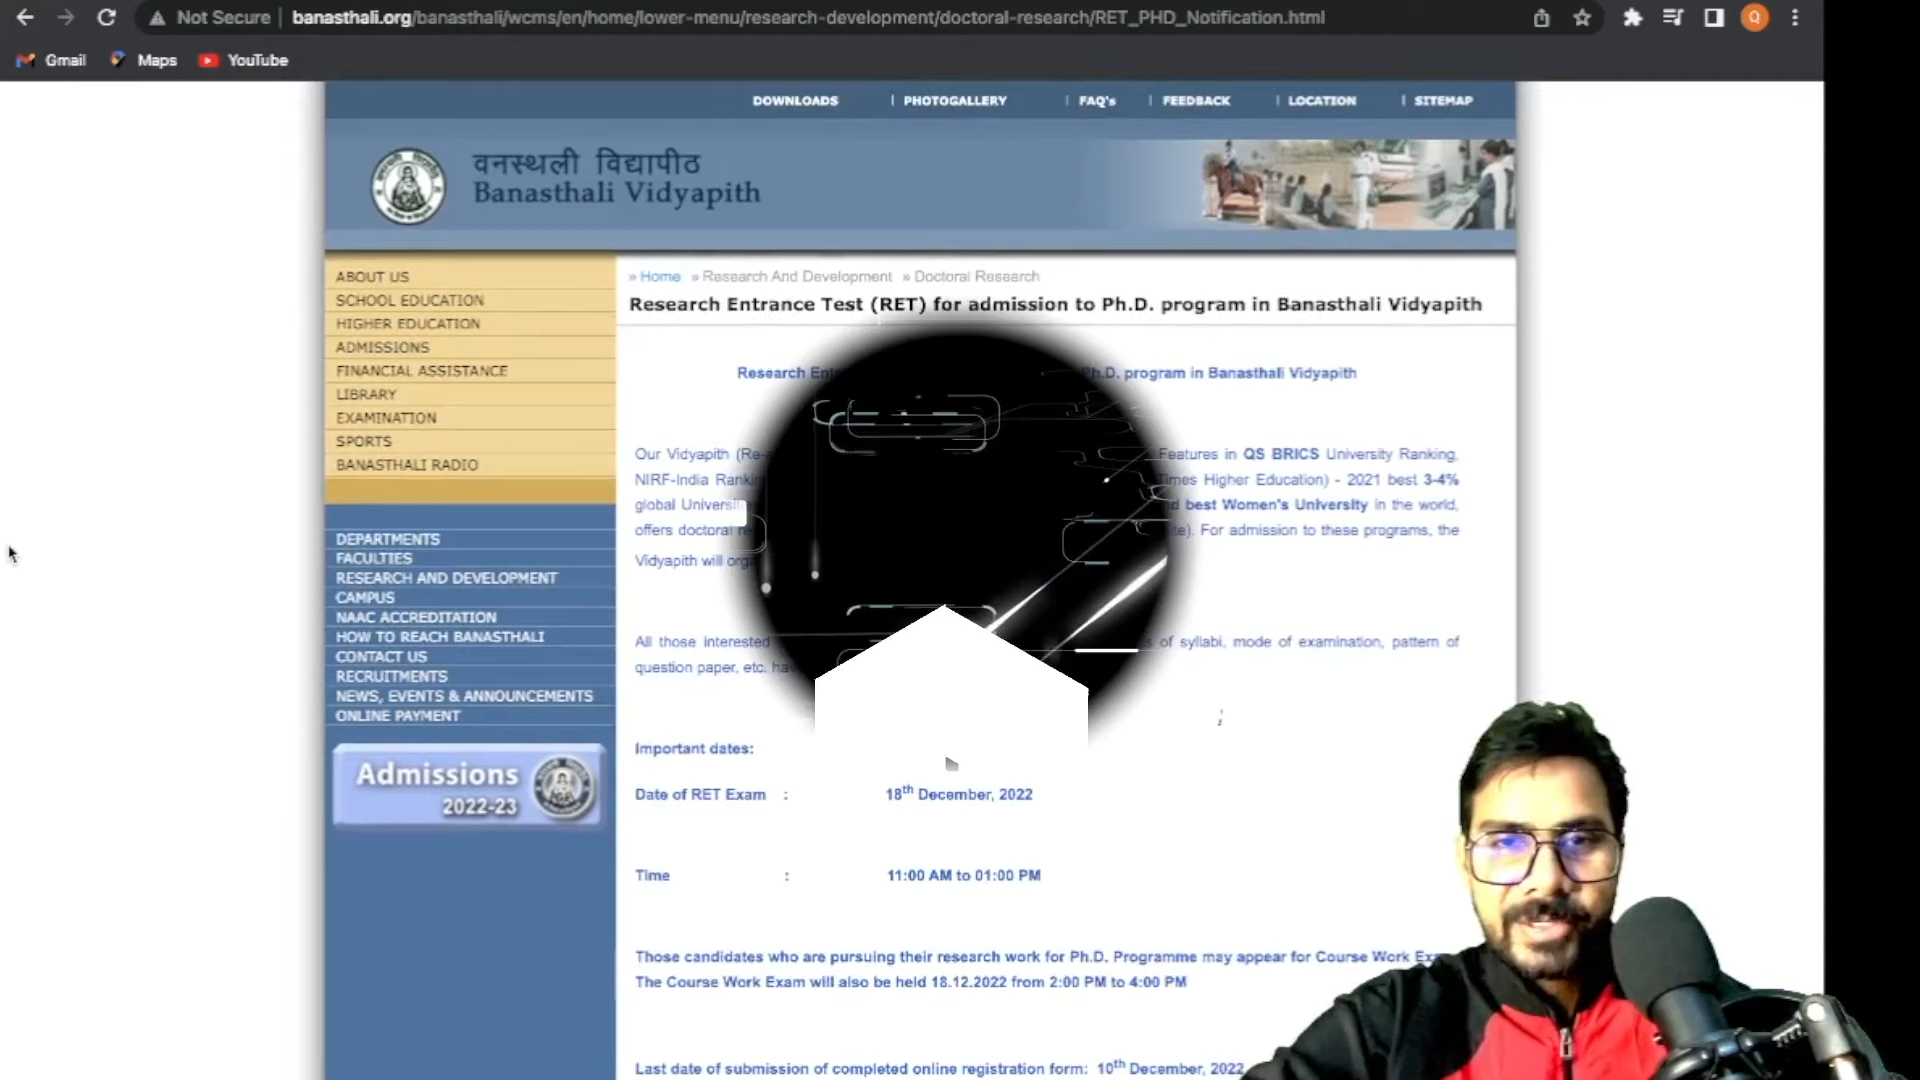 Not Secure
banasthali.org/banasthali/wcms/en/home/lower-menu/research-development/doctoral-research/RET_PHD_Notification.html
Q
Gmail Maps YouTube
DOWNLOADS | PHOTOGALLERY | FAQ's | FEEDBACK | LOCATION | SITEMAP
वनस्थली विद्यापीठ
Banasthali Vidyapith
ABOUT US
SCHOOL EDUCATION
HIGHER EDUCATION
ADMISSIONS
FINANCIAL ASSISTANCE
LIBRARY
EXAMINATION
SPORTS
BANASTHALI RADIO
DEPARTMENTS
FACULTIES
RESEARCH AND DEVELOPMENT
CAMPUS
NAAC ACCREDITATION
HOW TO REACH BANASTHALI
CONTACT US
RECRUITMENTS
NEWS, EVENTS & ANNOUNCEMENTS
ONLINE PAYMENT
Admissions
2022-23
» Home » Research And Development » Doctoral Research
Research Entrance Test (RET) for admission to Ph.D. program in Banasthali Vidyapith
Research Ph.D. program in Banasthali Vidyapith
Our Vidyapith Features in QS BRICS University Ranking,
NIRF-India Higher Education) - 2021 best 3-4%
global best Women's University in the world,
offers doctoral For admission to these programs, the
Vidyapith will
All those interested of syllabi, mode of examination, pattern of
question paper, etc.
Important dates:
Date of RET Exam : 18th December, 2022
Time : 11:00 AM to 01:00 PM
Those candidates who are pursuing their research work for Ph.D. Programme may appear for Course Work
The Course Work Exam will also be held 18.12.2022 from 2:00 PM to 4:00 PM
Last date of submission of completed online registration form: 10th December, 2022